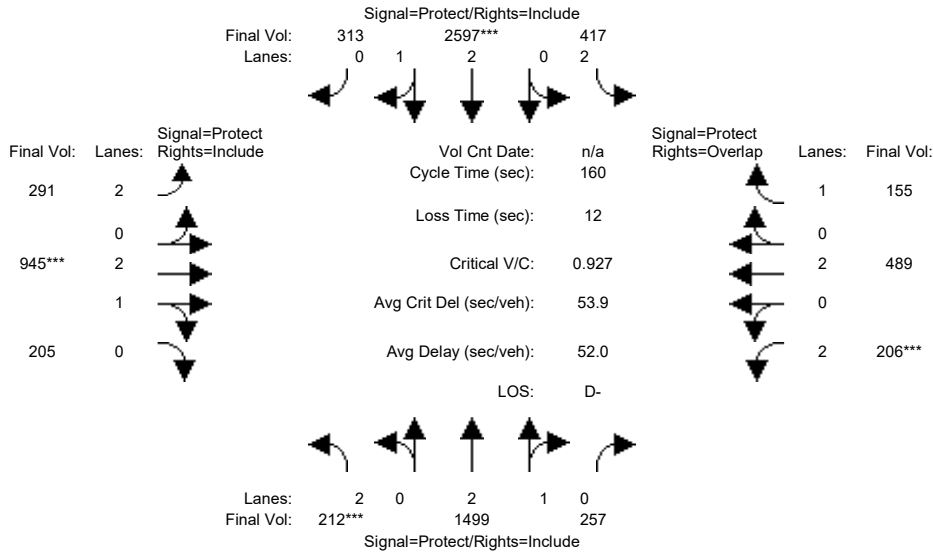 Signal=Protect/Rights=Include
Final Vol: 313 2597*** 417
Lanes: 0 1 2 0 2
Signal=Protect
Final Vol: Lanes: Rights=Include
Vol Cnt Date: n/a
Signal=Protect
Rights=Overlap Lanes: Final Vol:
Cycle Time (sec): 160
291 2
1 155
Loss Time (sec): 12
0
0
945*** 2
Critical V/C: 0.927
2 489
1
Avg Crit Del (sec/veh): 53.9
0
205 0
Avg Delay (sec/veh): 52.0
2 206***
LOS: D-
Lanes: 2 0 2 1 0
Final Vol: 212*** 1499 257
Signal=Protect/Rights=Include